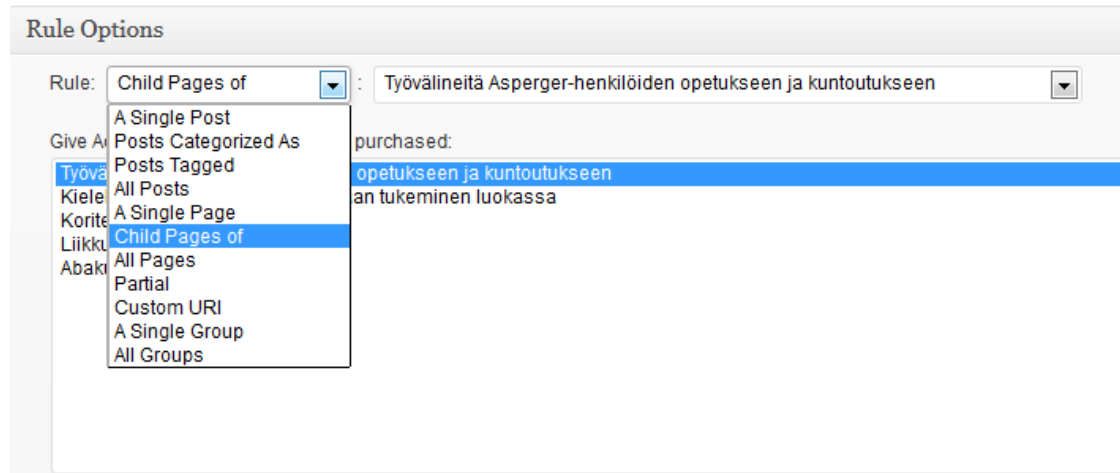 Rule Options
Rule: Child Pages of : Työvälineitä Asperger-henkilöiden opetukseen ja kuntoutukseen
A Single Post
Give A Posts Categorized As purchased:
Posts Tagged
Työvä opetukseen ja kuntoutukseen
All Posts
Kiele an tukeminen luokassa
A Single Page
Korite
Child Pages of
Liikku
All Pages
Abaku
Partial
Custom URI
A Single Group
All Groups